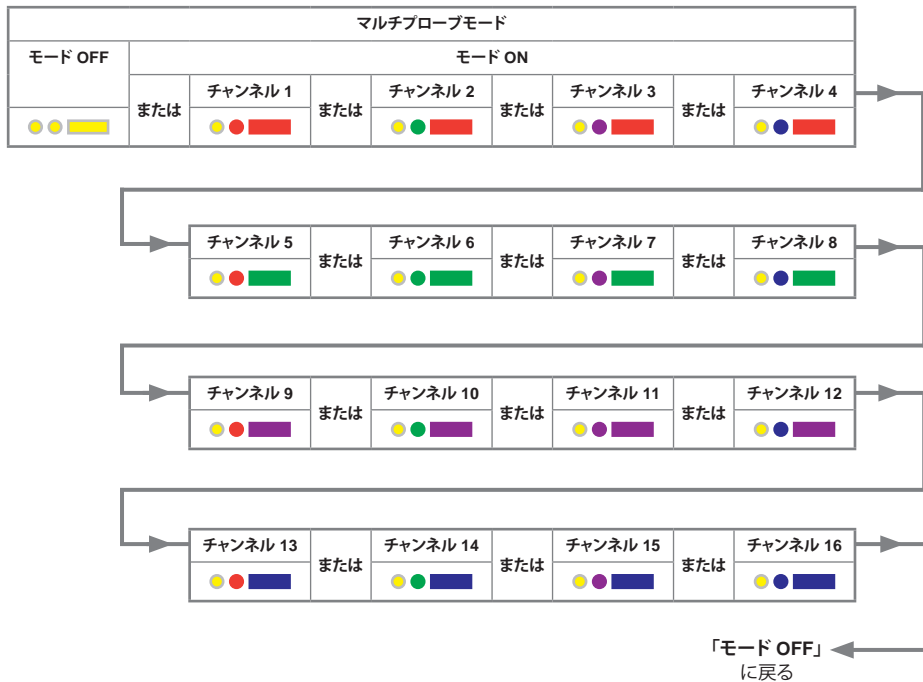 マルチプローブモード
モード OFF
モード ON
または
チャンネル 1
または
チャンネル 2
または
チャンネル 3
または
チャンネル 4
チャンネル 5
または
チャンネル 6
または
チャンネル 7
または
チャンネル 8
チャンネル 9
または
チャンネル 10
または
チャンネル 11
または
チャンネル 12
チャンネル 13
または
チャンネル 14
または
チャンネル 15
または
チャンネル 16
「モード OFF」
に戻る